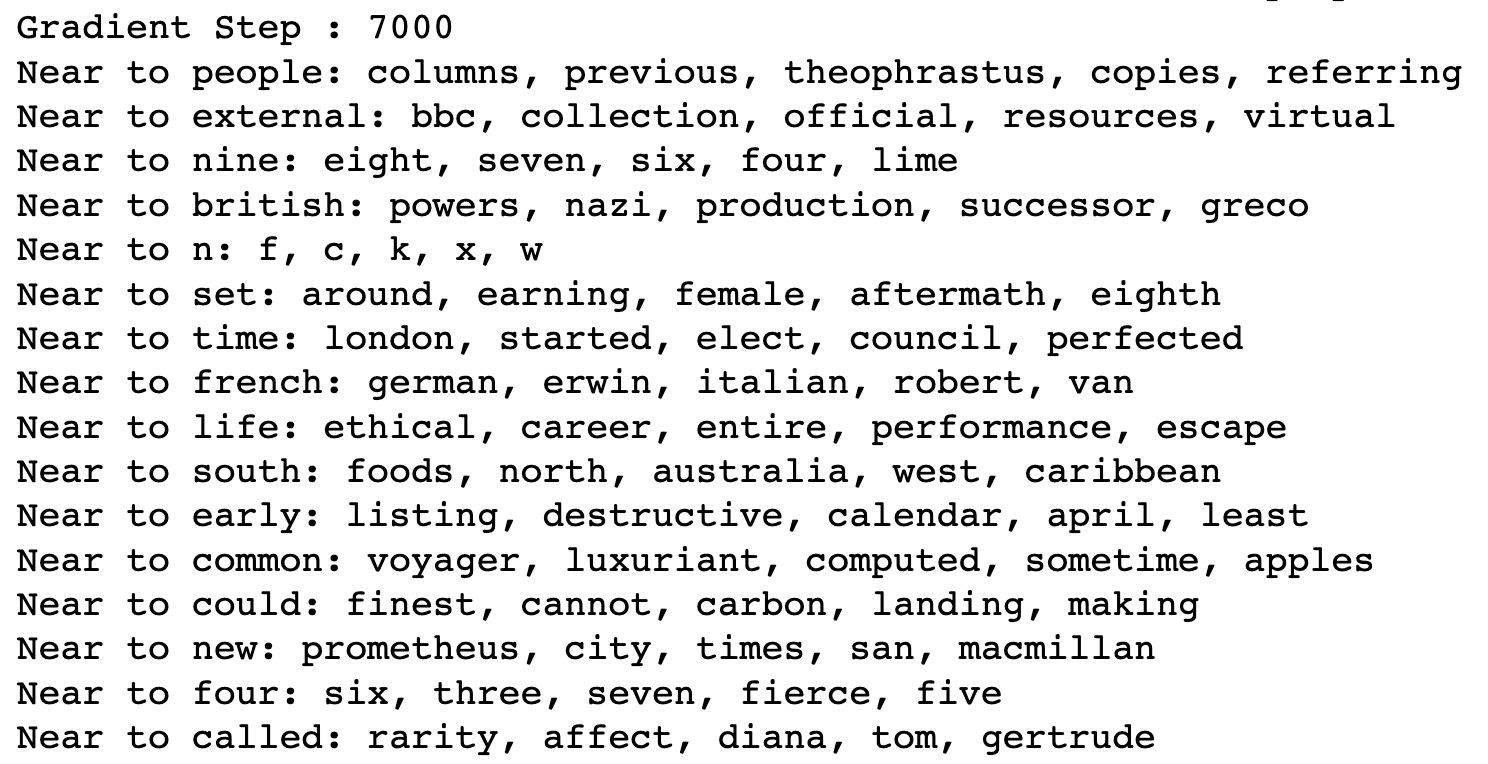 Gradient Step : 7000
Near to people: columns, previous, theophrastus, copies, referring
Near to external: bbc, collection, official, resources, virtual
Near to nine: eight, seven, six, four, lime
Near to british: powers, nazi, production, successor, greco
Near to n: f, c, k, x, w
Near to set: around, earning, female, aftermath, eighth
Near to time: london, started, elect, council, perfected
Near to french: german, erwin, italian, robert, van
Near to life: ethical, career, entire, performance, escape
Near to south: foods, north, australia, west, caribbean
Near to early: listing, destructive, calendar, april, least
Near to common: voyager, luxuriant, computed, sometime, apples
Near to could: finest, cannot, carbon, landing, making
Near to new: prometheus, city, times, san, macmillan
Near to four: six, three, seven, fierce, five
Near to called: rarity, affect, diana, tom, gertrude